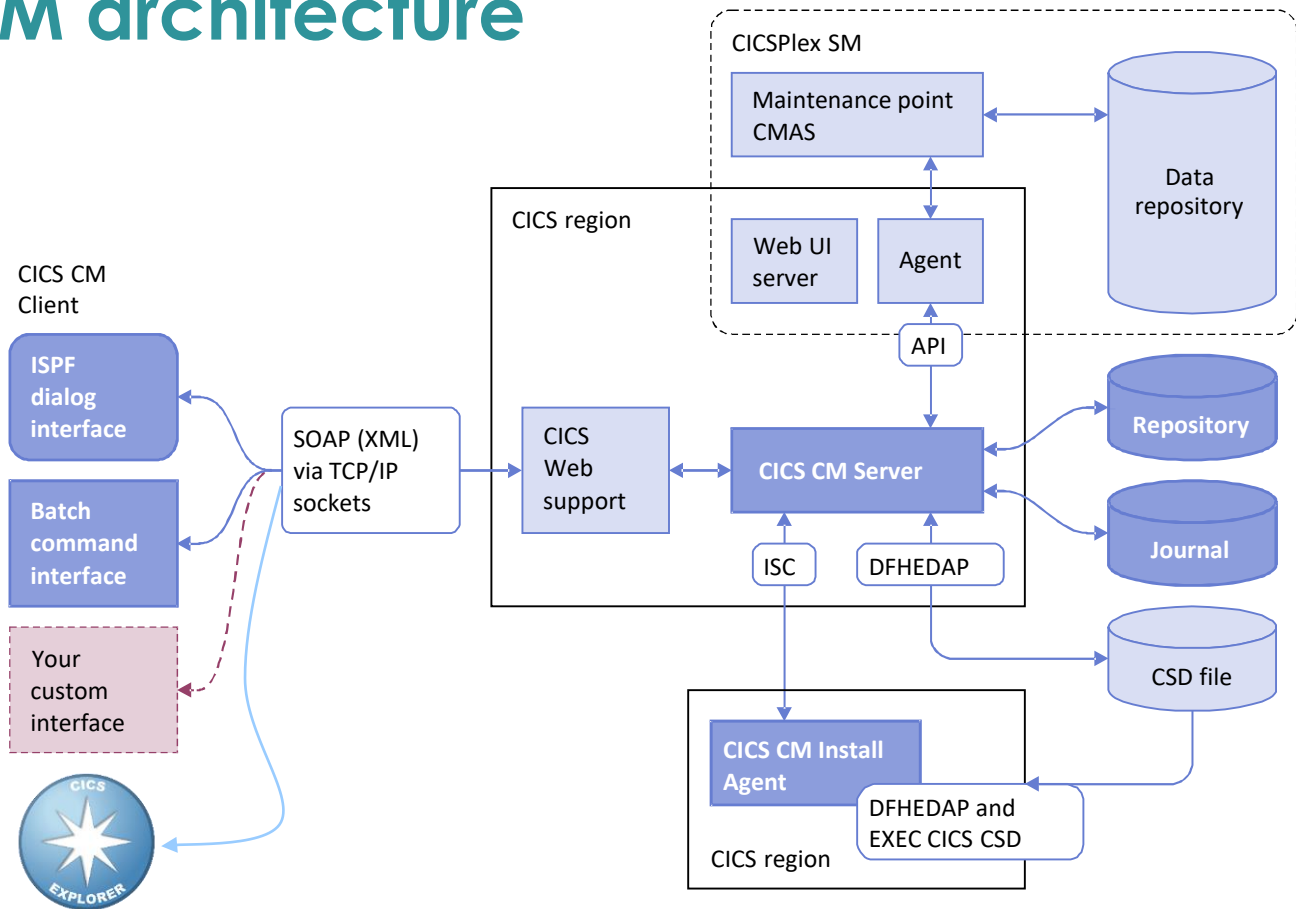 M architecture
CICSPlex SM
Maintenance point
CMAS
Data
repository
CICS region
Web UI
server
Agent
API
CICS CM
Client
ISPF
dialog
interface
Batch
command
interface
Your
custom
interface
CICS
EXPLORER
SOAP (XML)
via TCP/IP
sockets
CICS
Web
support
CICS CM Server
Repository
Journal
ISC
DFHEDAP
CSD file
CICS CM Install
Agent
DFHEDAP and
EXEC CICS CSD
CICS region